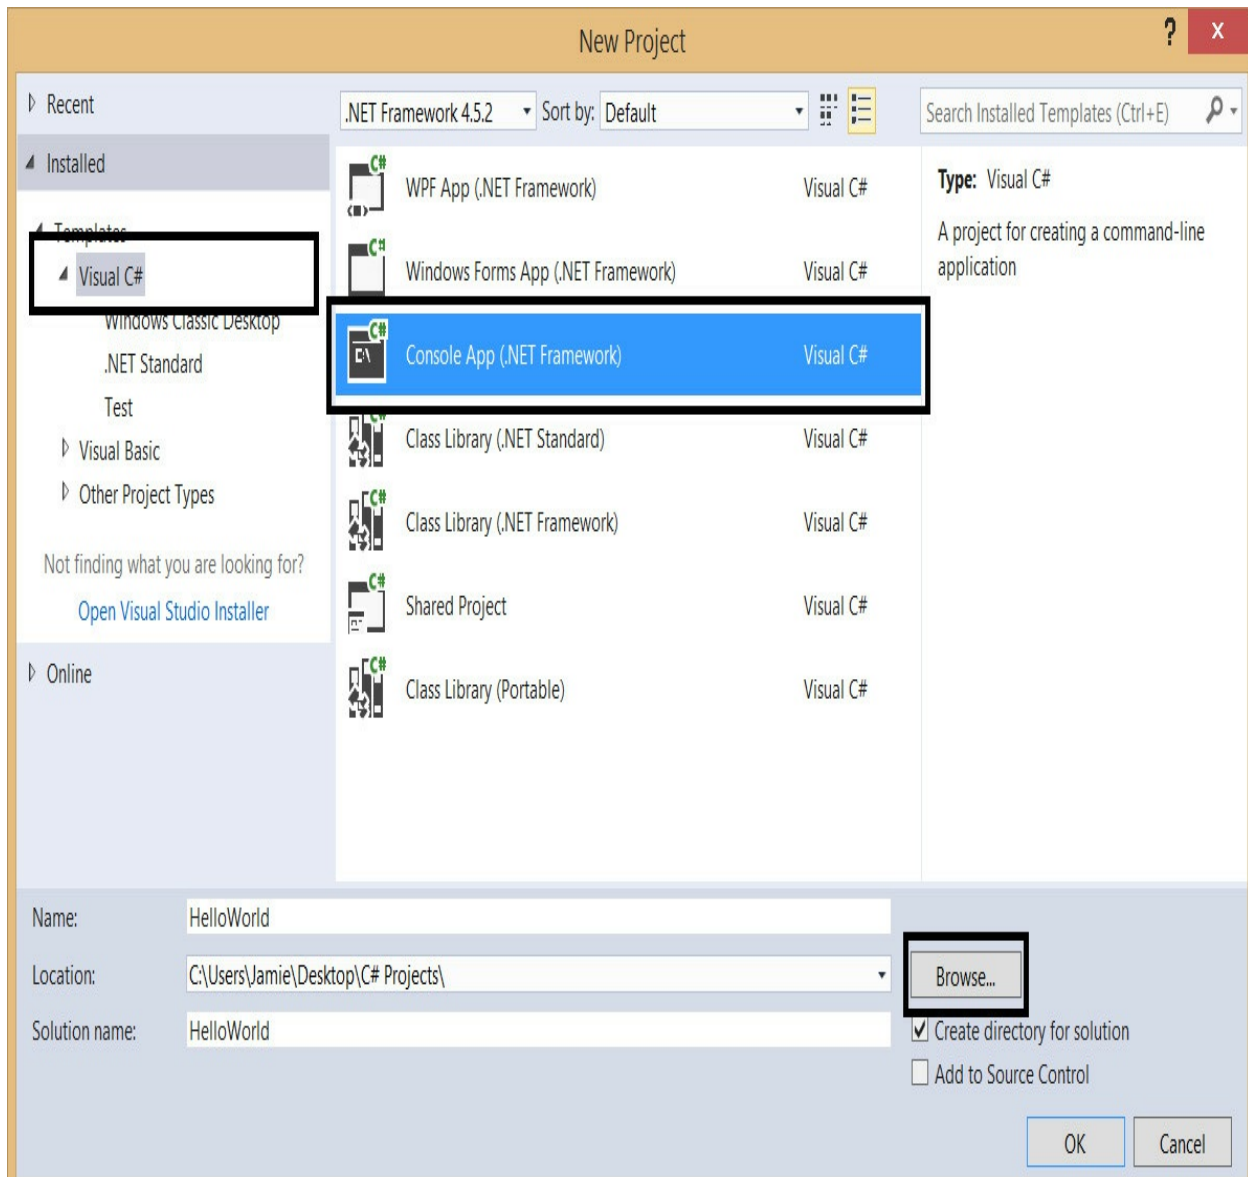 New Project
?
X
Recent
Installed
Templates
Visual C#
Windows Classic Desktop
.NET Standard
Test
Visual Basic
Other Project Types
Not finding what you are looking for?
Open Visual Studio Installer
Online
.NET Framework 4.5.2 Sort by: Default
C# WPF App (.NET Framework) Visual C#
C# Windows Forms App (.NET Framework) Visual C#
C# C:\ Console App (.NET Framework) Visual C#
C# Class Library (.NET Standard) Visual C#
C# Class Library (.NET Framework) Visual C#
C# Shared Project Visual C#
C# Class Library (Portable) Visual C#
Search Installed Templates (Ctrl+E)
Type: Visual C#
A project for creating a command-line
application
Name: HelloWorld
Location: C:\Users\Jamie\Desktop\C# Projects\ Browse...
Solution name: HelloWorld
Create directory for solution
Add to Source Control
OK Cancel